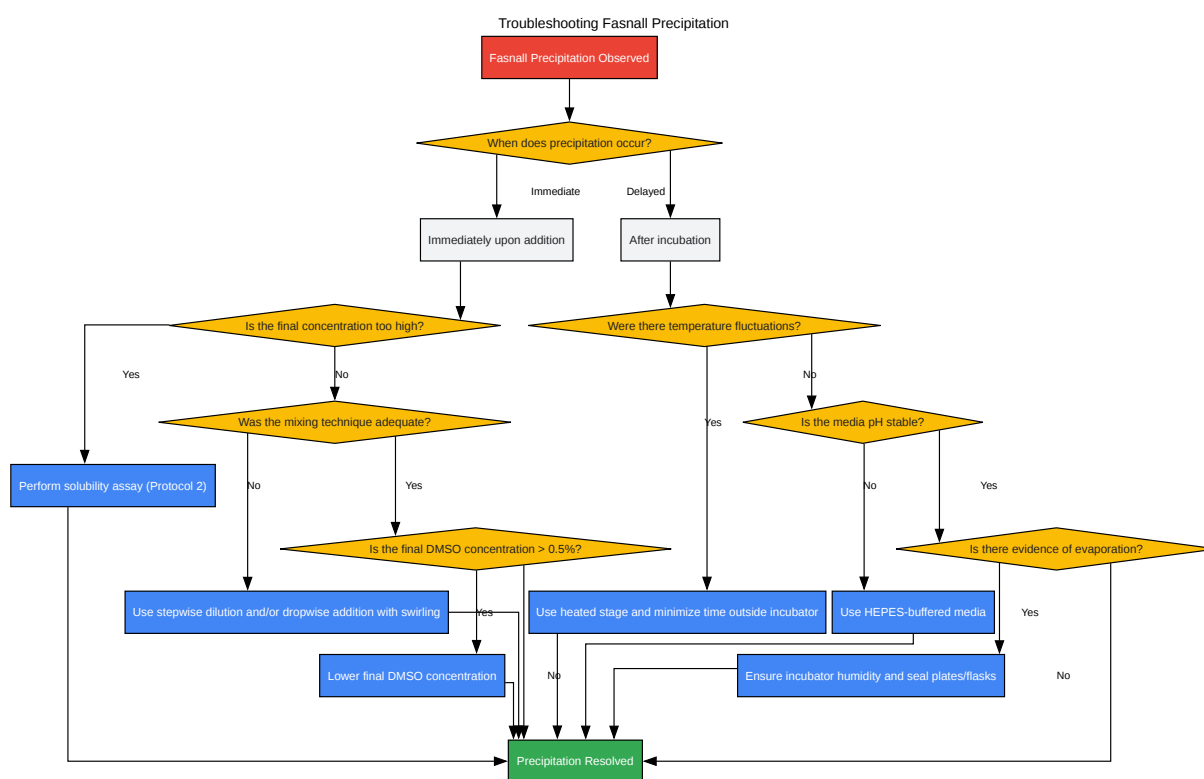 Troubleshooting Fasnall Precipitation
Fasnall Precipitation Observed
When does precipitation occur?
Immediate
Delayed
Immediately upon addition
After incubation
Is the final concentration too high?
Were there temperature fluctuations?
Yes
No
No
Was the mixing technique adequate?
Yes
Is the media pH stable?
Perform solubility assay (Protocol 2)
No
Yes
No
Yes
Is the final DMSO concentration > 0.5%?
Is there evidence of evaporation?
Use stepwise dilution and/or dropwise addition with swirling
Yes
Use heated stage and minimize time outside incubator
Use HEPES-buffered media
Yes
Lower final DMSO concentration
No
Ensure incubator humidity and seal plates/flasks
No
Precipitation Resolved